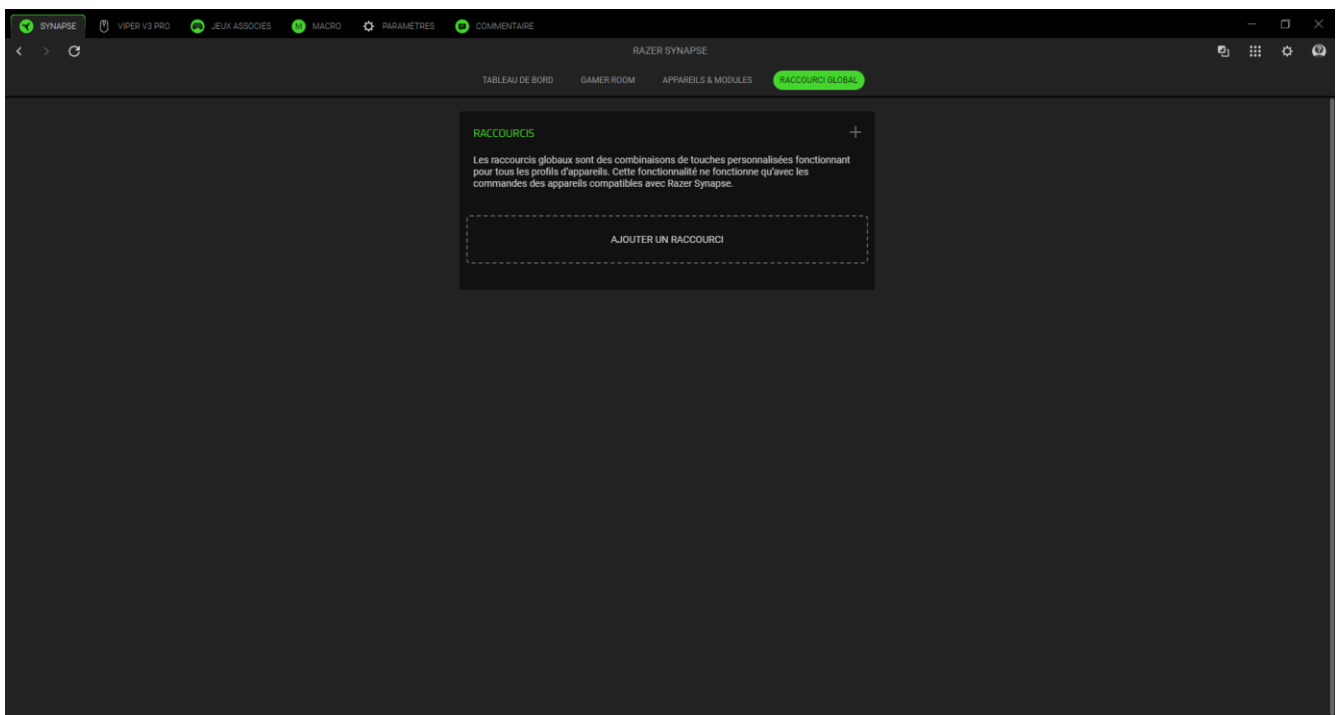 SYNAPSE VIPER V3 PRO JEUX ASSOCIÉS MACRO PARAMÈTRES COMMENTAIRE
RAZER SYNAPSE
TABLEAU DE BORD GAMER ROOM APPAREILS & MODULES RACCOURCI GLOBAL
RACCOURCIS
Les raccourcis globaux sont des combinaisons de touches personnalisées fonctionnant
pour tous les profils d'appareils. Cette fonctionnalité ne fonctionne qu'avec les
commandes des appareils compatibles avec Razer Synapse.
AJOUTER UN RACCOURCI